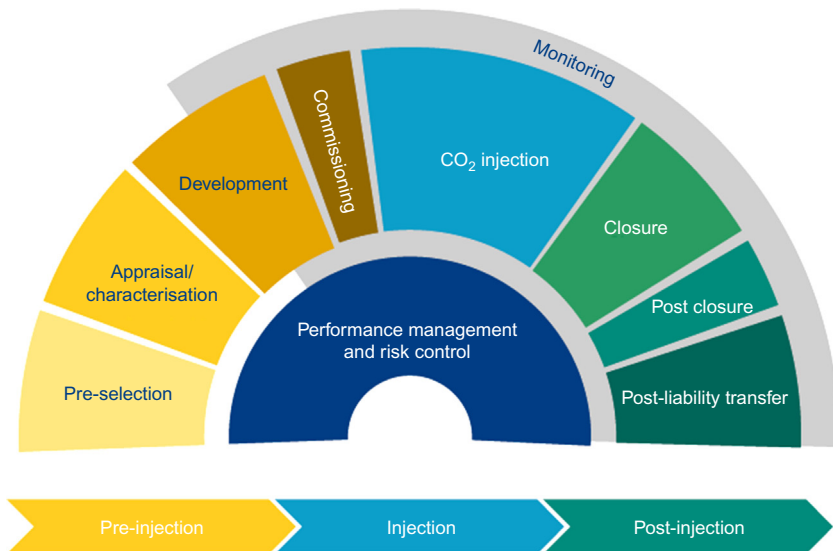 Monitoring
Commissioning
CO₂ injection
Development
Closure
Appraisal/
characterisation
Post closure
Performance management
and risk control
Pre-selection
Post-liability transfer
Pre-injection
Injection
Post-injection